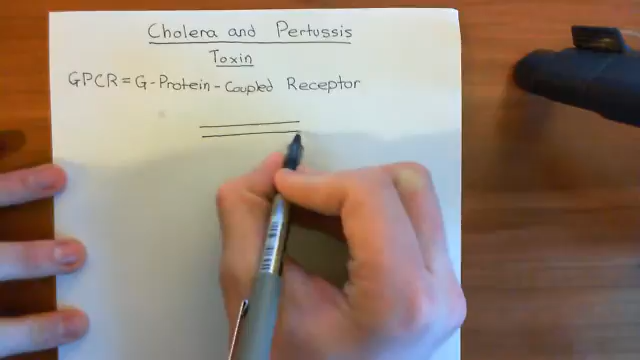 Cholera and Pertussis
Toxin
GPCR = G-Protein-Coupled Receptor